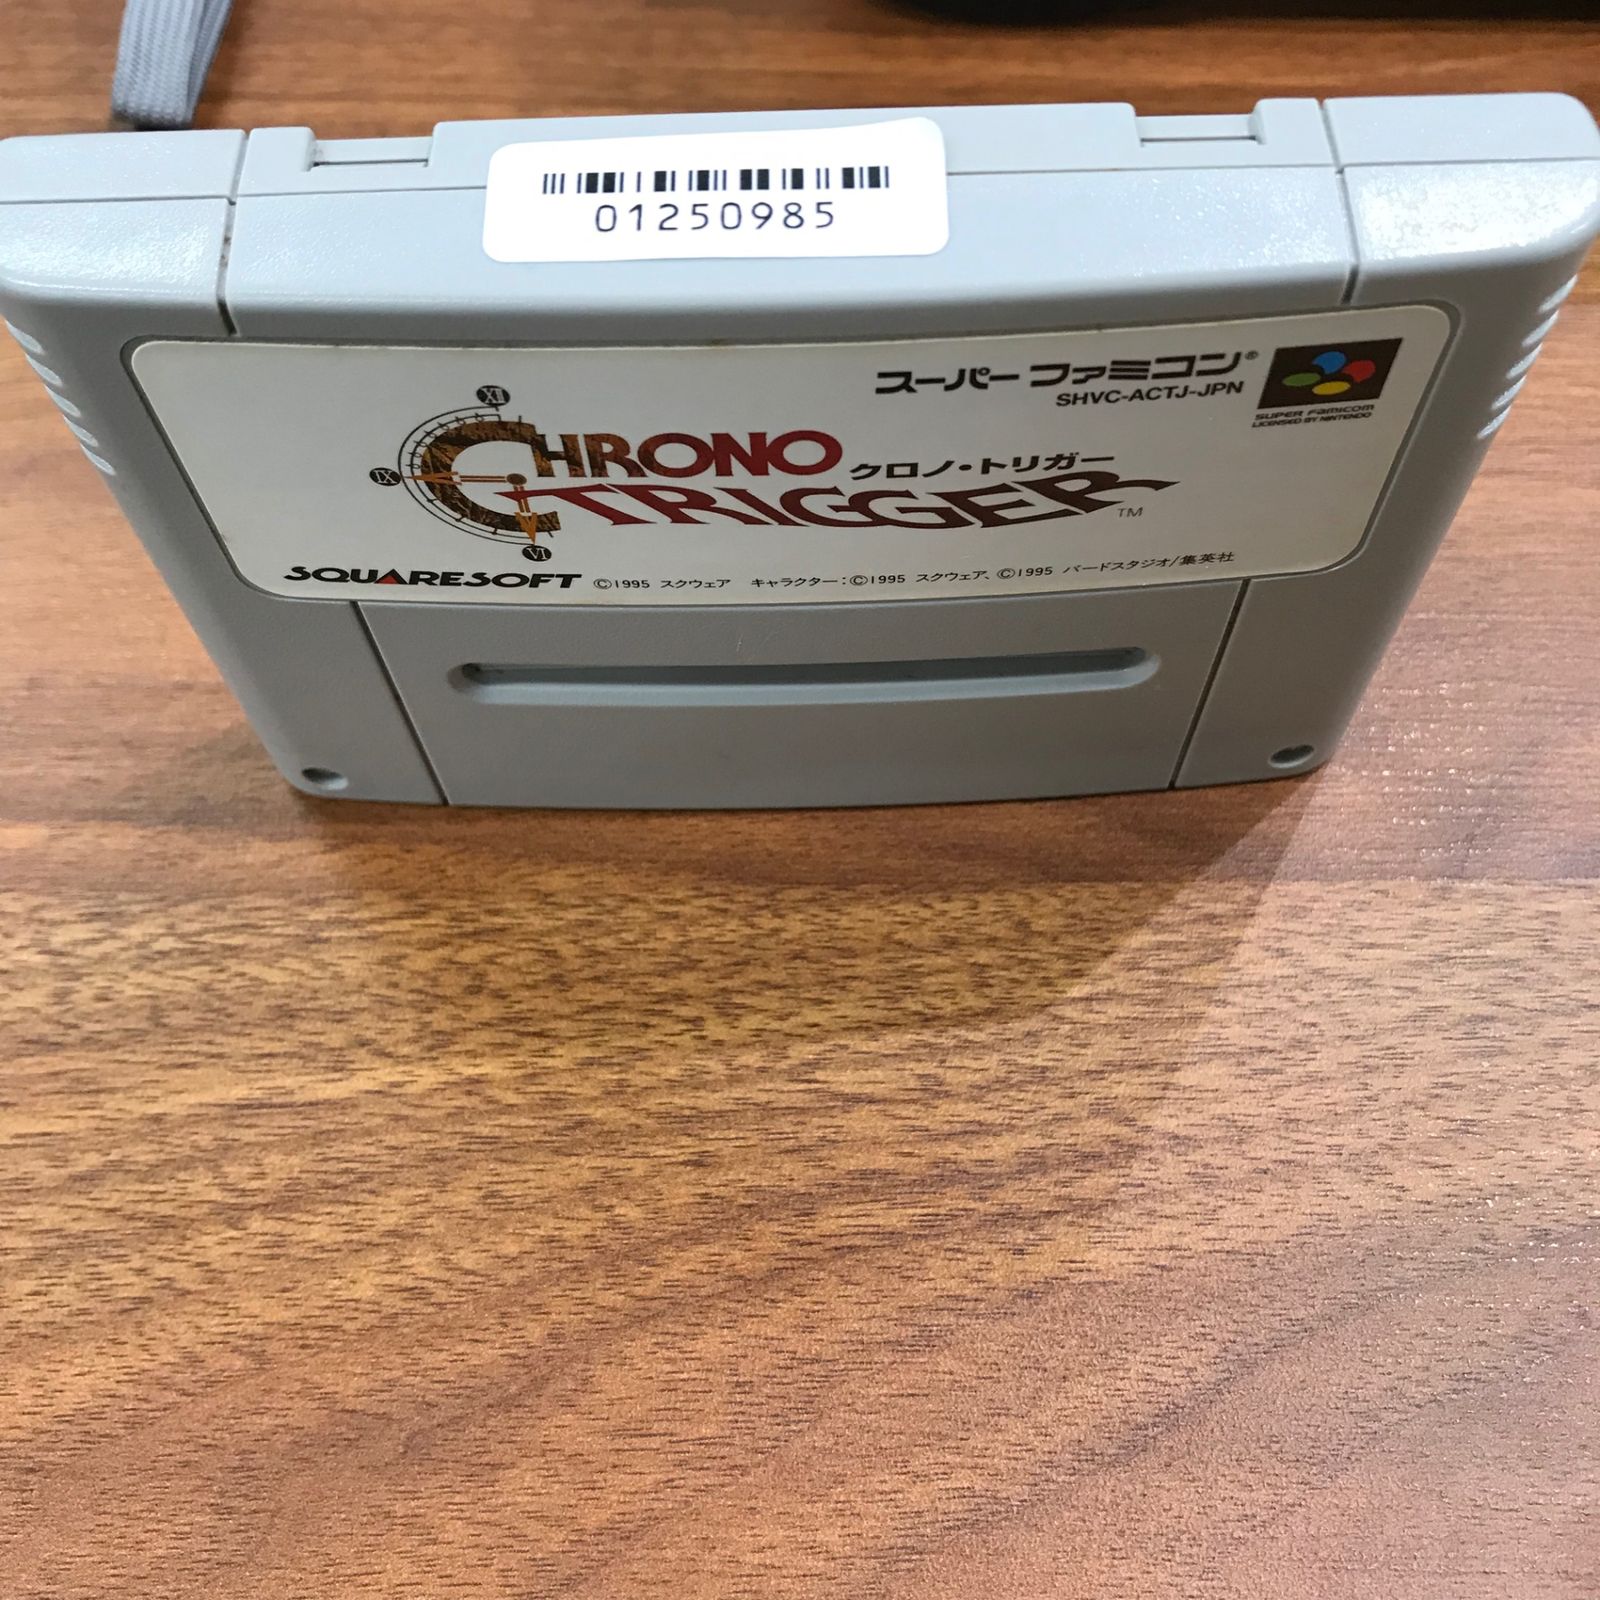 01250985
スーパー ファミコン®
SHVC-ACTJ-JPN
SUPER Famicom
LICENSED BY NINTENDO
XII
IX
VI
CHRONO
クロノ・トリガー
TRIGGER™
SQUARESOFT ©1995 スクウェア キャラクター:©1995 スクウェア、©1995 バードスタジオ/集英社